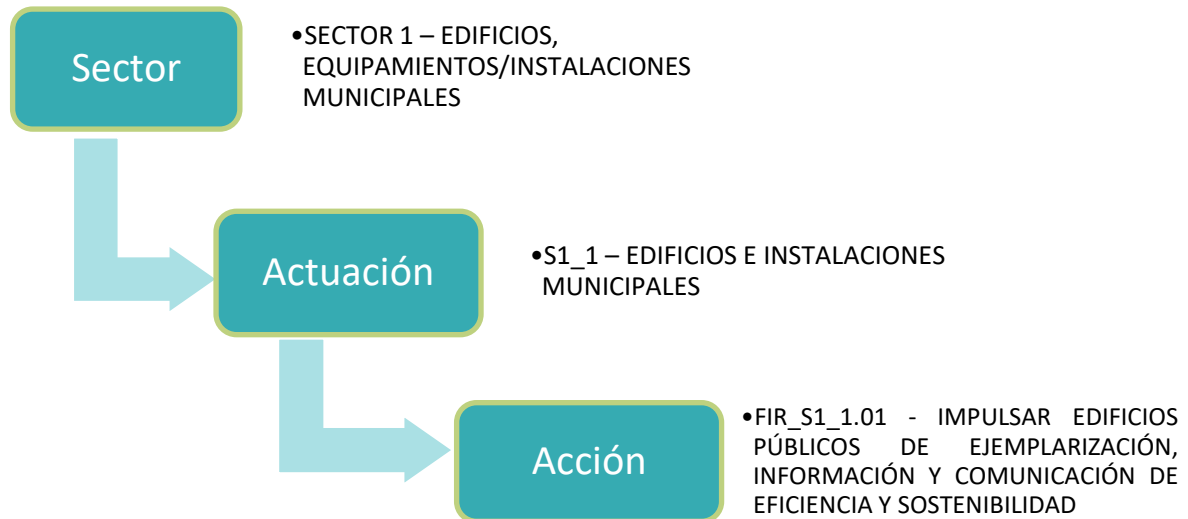 Sector
•SECTOR 1 – EDIFICIOS,
EQUIPAMIENTOS/INSTALACIONES
MUNICIPALES
Actuación
•S1_1 – EDIFICIOS E INSTALACIONES
MUNICIPALES
Acción
•FIR_S1_1.01 - IMPULSAR EDIFICIOS
PÚBLICOS DE EJEMPLARIZACIÓN,
INFORMACIÓN Y COMUNICACIÓN DE
EFICIENCIA Y SOSTENIBILIDAD